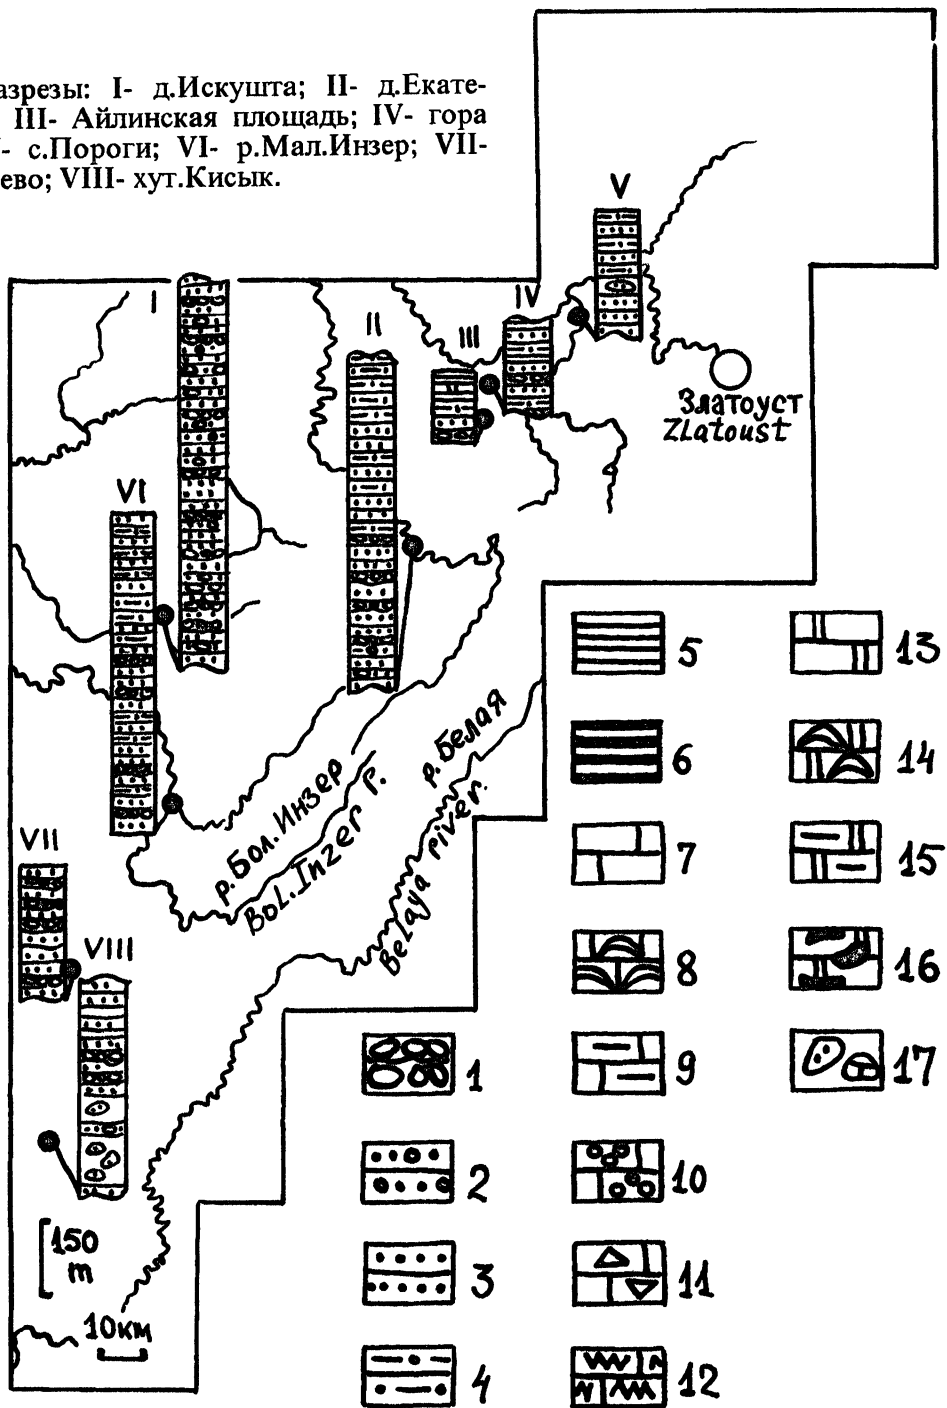 азрезы: I- д.Искушта; II- д.Екате-
III- Айлинская площадь; IV- гора
- с.Пороги; VI- р.Мал.Инзер; VII-
ево; VIII- хут.Кисык.
V
I
IV
II
III
Златоуст
Zlatoust
VI
5
13
р. Белая
Belaya river.
6
14
р. Бол. Инзер
Bol. Inzer r.
7
15
VII
VIII
8
16
1
9
17
2
10
150
m
3
11
10км
4
12